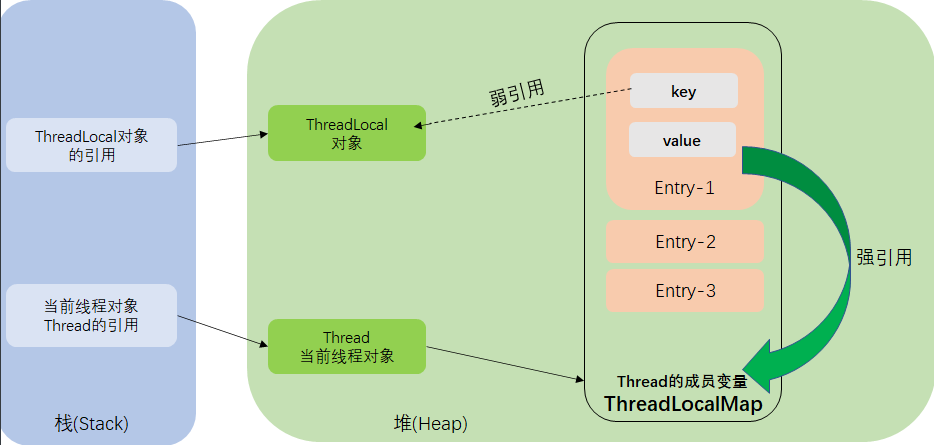 ThreadLocal对象
的引用
当前线程对象
Thread的引用
栈(Stack)
ThreadLocal
对象
弱引用
Thread
当前线程对象
堆(Heap)
key
value
Entry-1
Entry-2
Entry-3
强引用
Thread的成员变量
ThreadLocalMap